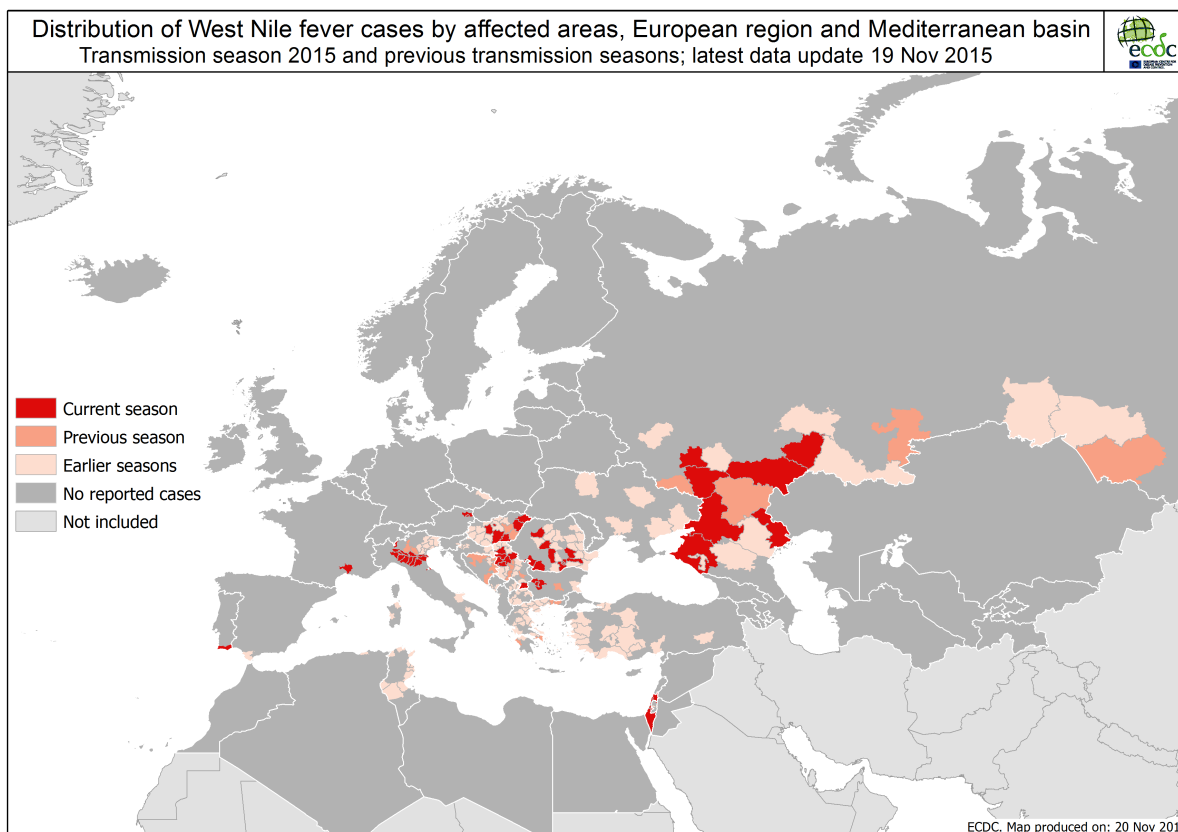 Distribution of West Nile fever cases by affected areas, European region and Mediterranean basin
Transmission season 2015 and previous transmission seasons; latest data update 19 Nov 2015
ecdc
Current season
Previous season
Earlier seasons
No reported cases
Not included
ECDC. Map produced on: 20 Nov 201